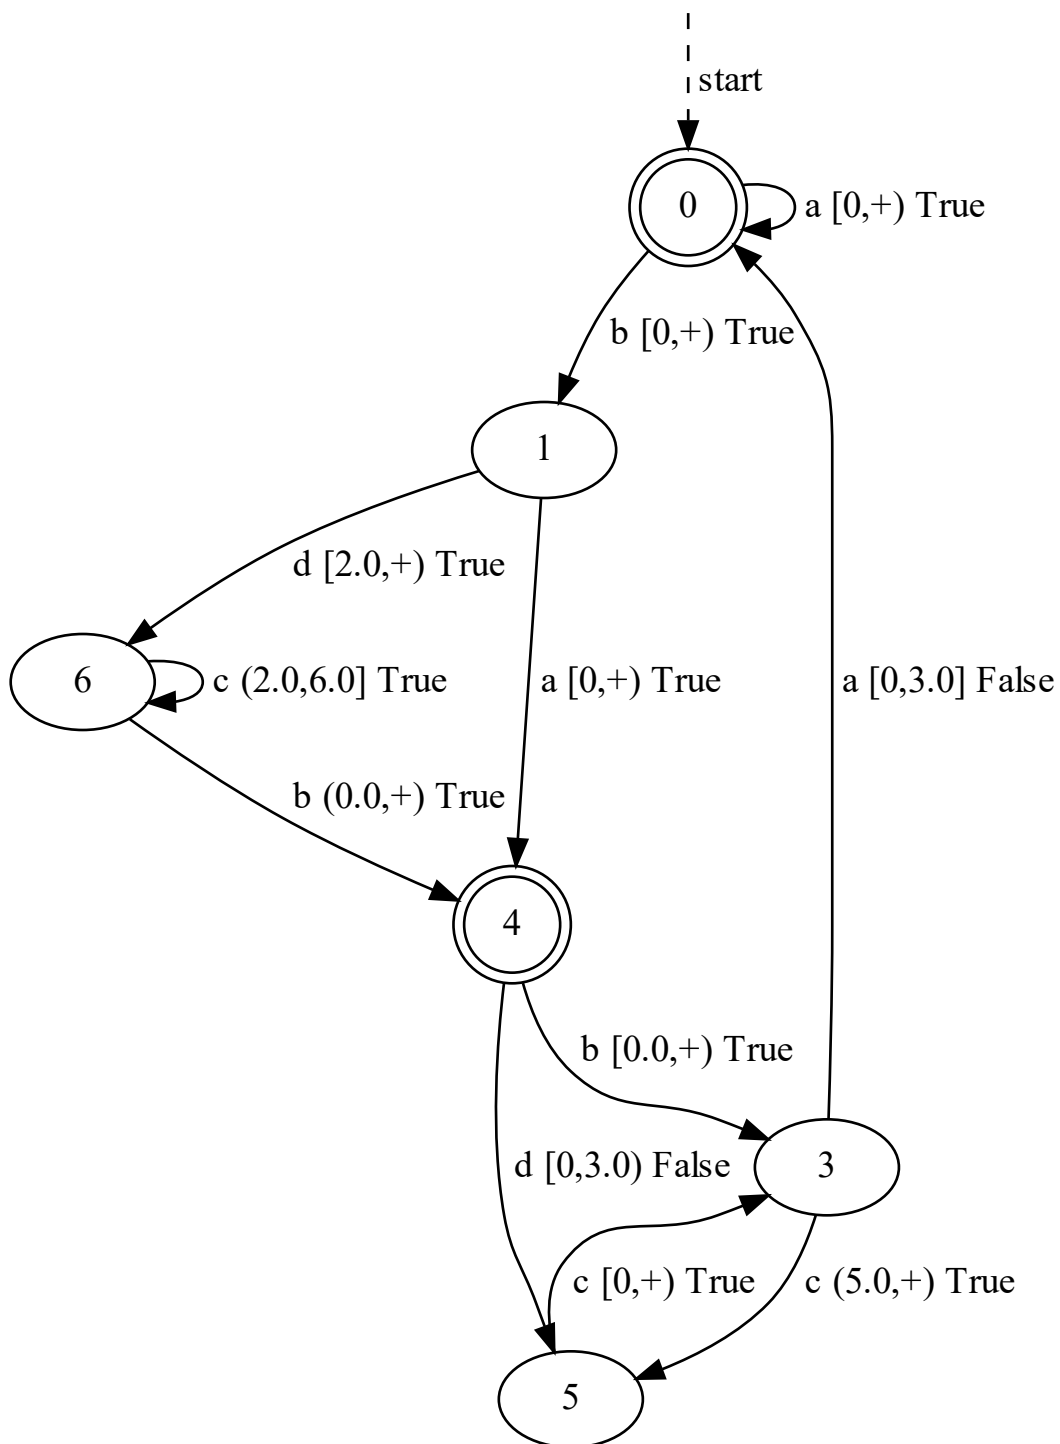 start
0
a [0,+) True
b [0,+) True
1
d [2.0,+) True
6
c (2.0,6.0] True
a [0,+) True
a [0,3.0] False
b (0.0,+) True
4
b [0.0,+) True
d [0,3.0) False
3
c [0,+) True
c (5.0,+) True
5